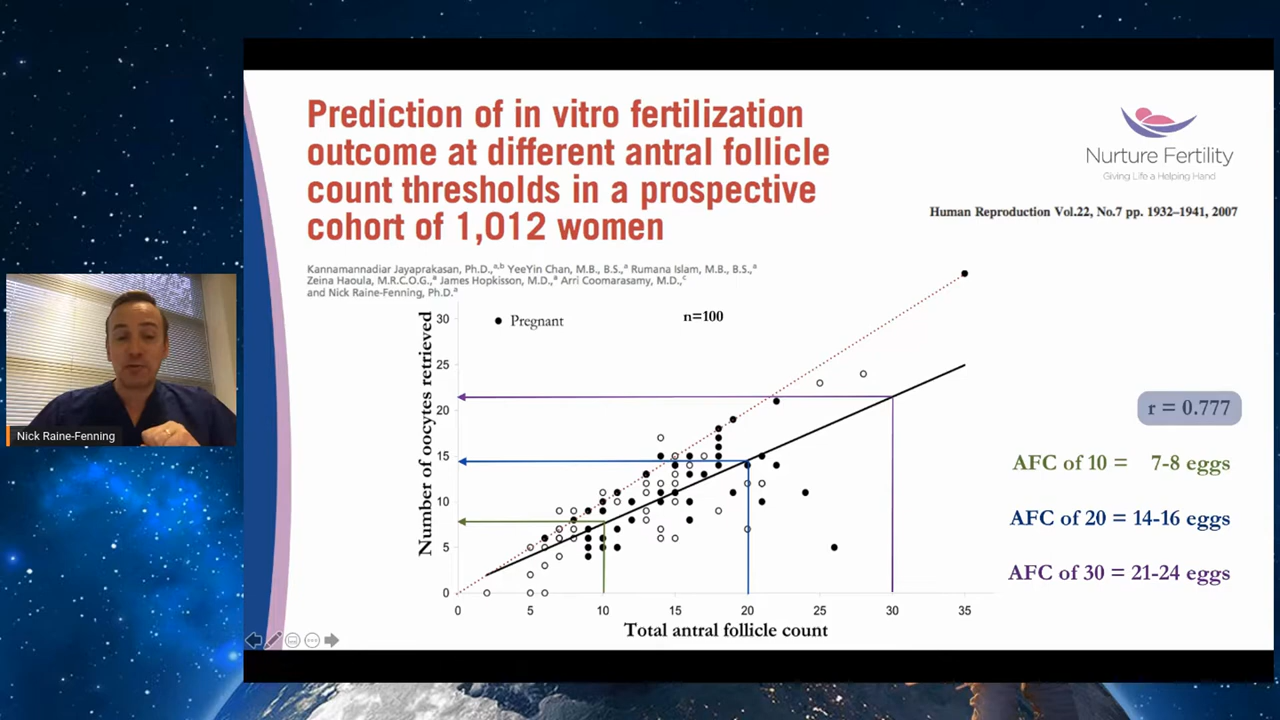 Prediction of in vitro fertilization
outcome at different antral follicle
count thresholds in a prospective
cohort of 1,012 women
Nurture Fertility
Giving Life a Helping Hand
Human Reproduction Vol.22, No.7 pp. 1932–1941, 2007
Kannamannadiar Jayaprakasan, Ph.D.,a,b YeeYin Chan, M.B., B.S.,a Rumana Islam, M.B., B.S.,a
Zeina Haoula, M.R.C.O.G.,a James Hopkisson, M.D.,a Arri Coomarasamy, M.D.,c
and Nick Raine-Fenning, Ph.D.a
Number of oocytes retrieved
30
25
20
15
10
5
0
Pregnant
n=100
0 5 10 15 20 25 30 35
Total antral follicle count
r = 0.777
AFC of 10 = 7-8 eggs
AFC of 20 = 14-16 eggs
AFC of 30 = 21-24 eggs
Nick Raine-Fenning